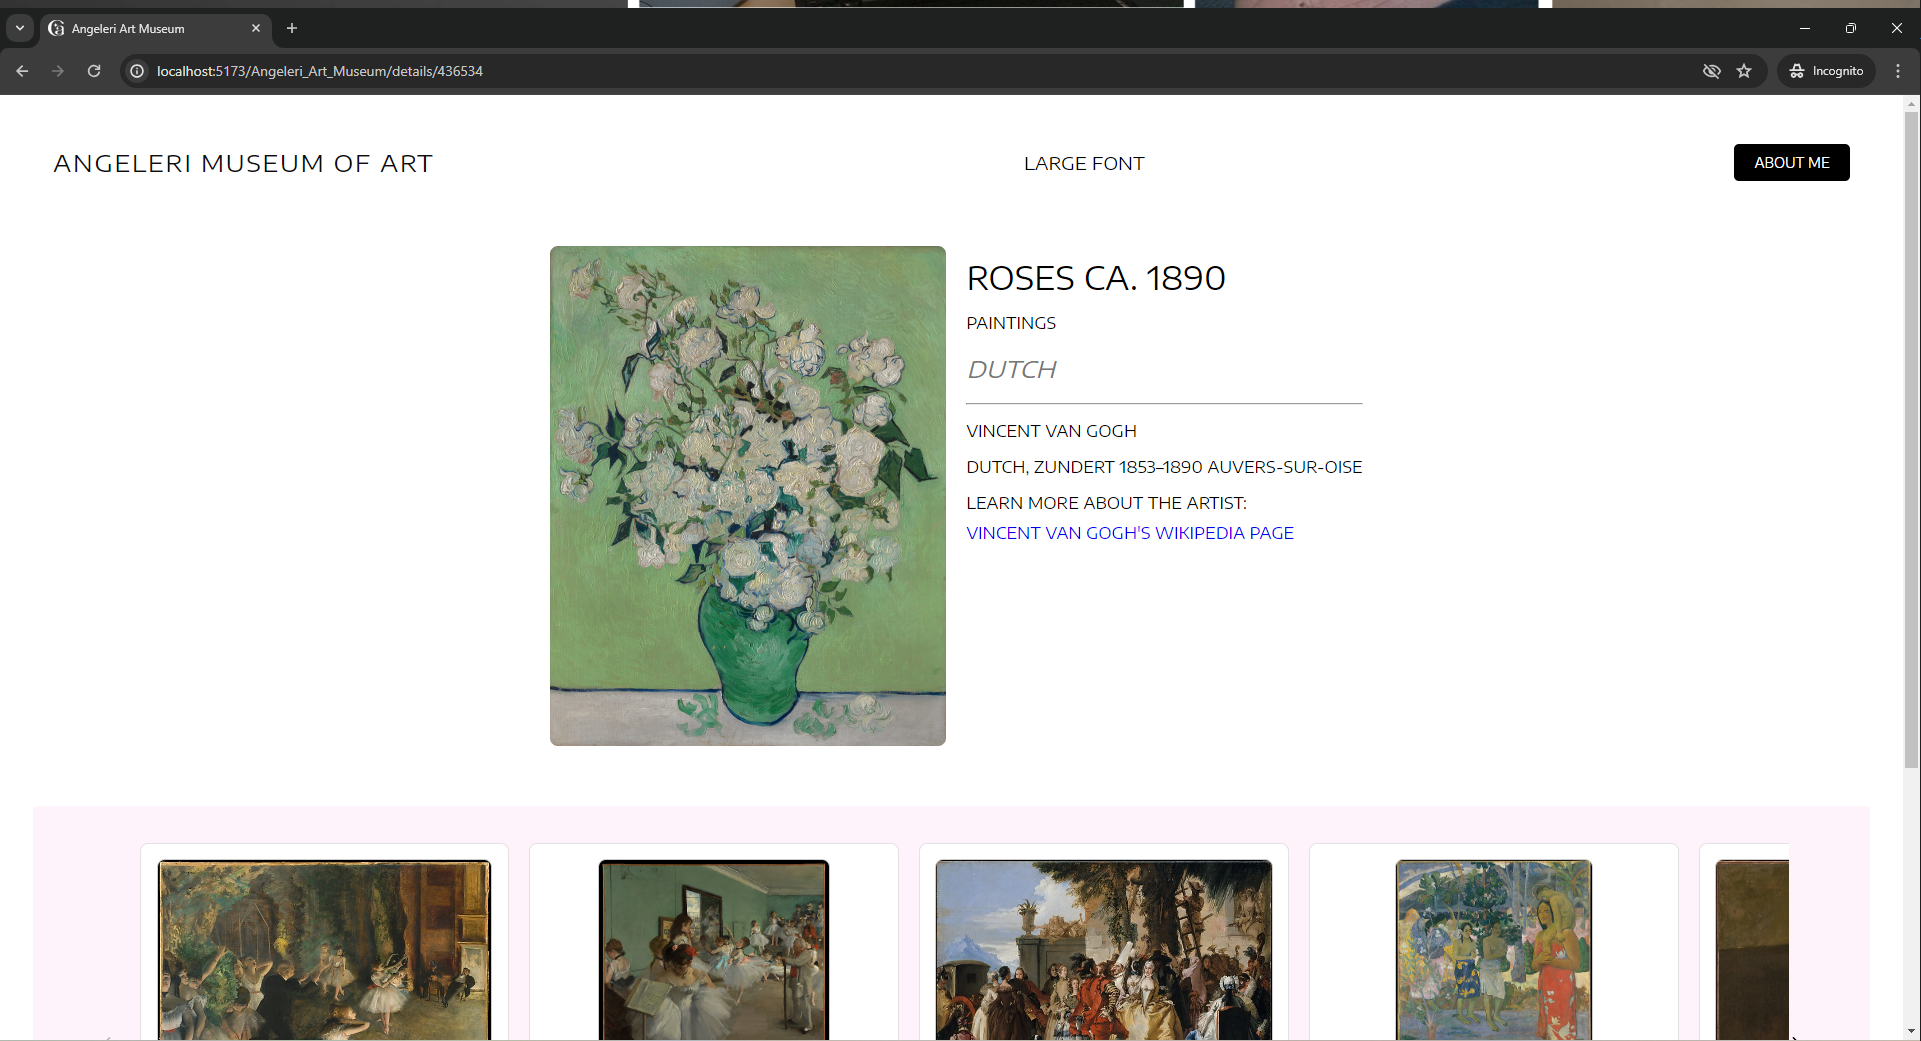 Angeleri Art Museum
localhost:5173/Angeleri_Art_Museum/details/436534
Incognito
ANGELERI MUSEUM OF ART
LARGE FONT
ABOUT ME
ROSES CA. 1890
PAINTINGS
DUTCH
VINCENT VAN GOGH
DUTCH, ZUNDERT 1853–1890 AUVERS-SUR-OISE
LEARN MORE ABOUT THE ARTIST:
VINCENT VAN GOGH'S WIKIPEDIA PAGE